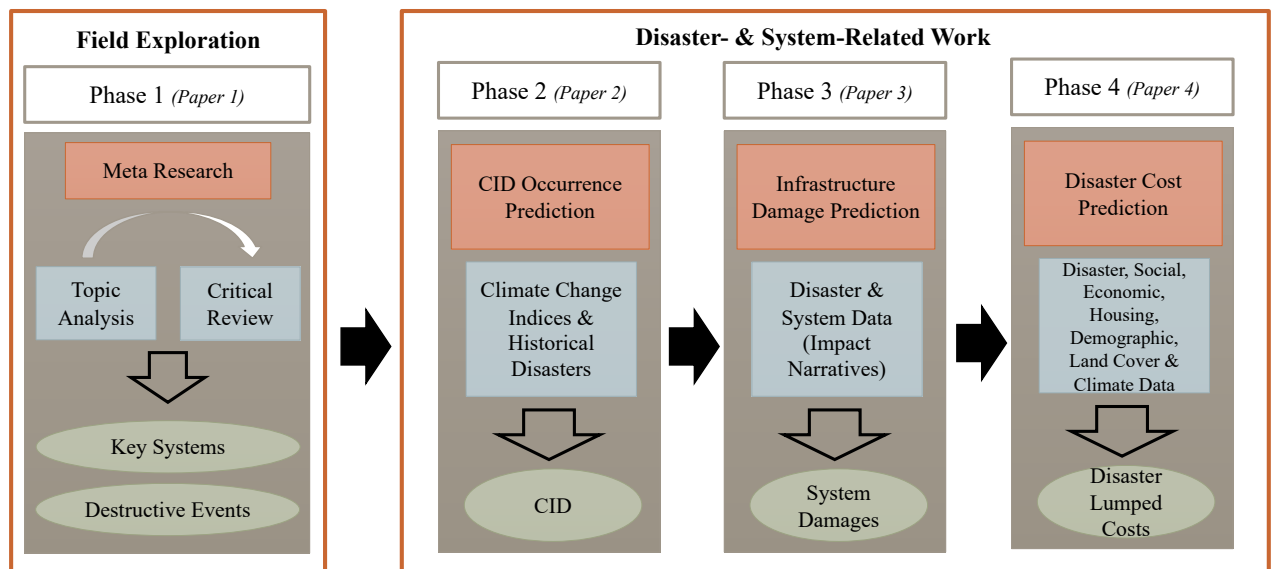 Field Exploration
Phase 1 (Paper 1)
Meta Research
Topic
Analysis
Critical
Review
Key Systems
Destructive Events
Disaster- & System-Related Work
Phase 2 (Paper 2)
CID Occurrence
Prediction
Climate Change
Indices &
Historical
Disasters
CID
Phase 3 (Paper 3)
Infrastructure
Damage Prediction
Disaster &
System Data
(Impact
Narratives)
System
Damages
Phase 4 (Paper 4)
Disaster Cost
Prediction
Disaster, Social,
Economic,
Housing,
Demographic,
Land Cover &
Climate Data
Disaster
Lumped
Costs